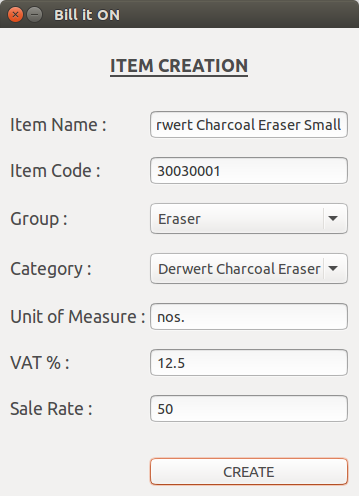 Bill it ON
ITEM CREATION
Item Name : rwert Charcoal Eraser Small
Item Code : 30030001
Group : Eraser
Category : Derwert Charcoal Eraser
Unit of Measure : nos.
VAT % : 12.5
Sale Rate : 50
CREATE